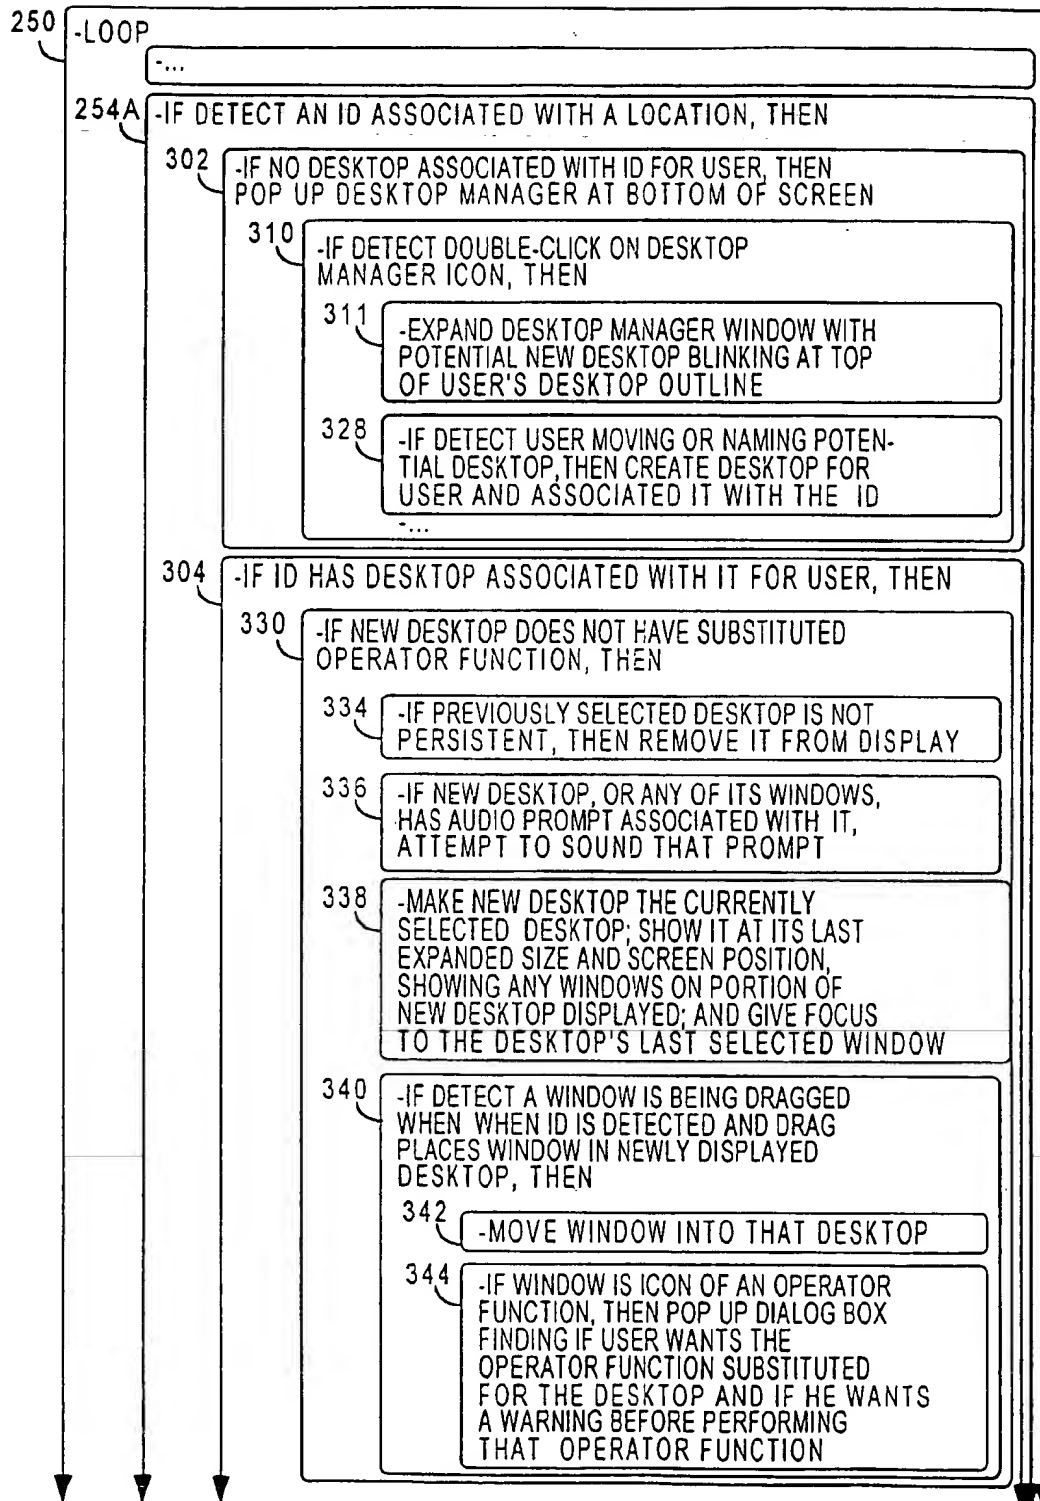 250
-LOOP
-...
254A
-IF DETECT AN ID ASSOCIATED WITH A LOCATION, THEN
302
-IF NO DESKTOP ASSOCIATED WITH ID FOR USER, THEN
POP UP DESKTOP MANAGER AT BOTTOM OF SCREEN
310
-IF DETECT DOUBLE-CLICK ON DESKTOP
MANAGER ICON, THEN
311
-EXPAND DESKTOP MANAGER WINDOW WITH
POTENTIAL NEW DESKTOP BLINKING AT TOP
OF USER'S DESKTOP OUTLINE
328
-IF DETECT USER MOVING OR NAMING POTEN-
TIAL DESKTOP, THEN CREATE DESKTOP FOR
USER AND ASSOCIATED IT WITH THE ID
-...
304
-IF ID HAS DESKTOP ASSOCIATED WITH IT FOR USER, THEN
330
-IF NEW DESKTOP DOES NOT HAVE SUBSTITUTED
OPERATOR FUNCTION, THEN
334
-IF PREVIOUSLY SELECTED DESKTOP IS NOT
PERSISTENT, THEN REMOVE IT FROM DISPLAY
336
-IF NEW DESKTOP, OR ANY OF ITS WINDOWS,
HAS AUDIO PROMPT ASSOCIATED WITH IT,
ATTEMPT TO SOUND THAT PROMPT
338
-MAKE NEW DESKTOP THE CURRENTLY
SELECTED DESKTOP; SHOW IT AT ITS LAST
EXPANDED SIZE AND SCREEN POSITION,
SHOWING ANY WINDOWS ON PORTION OF
NEW DESKTOP DISPLAYED; AND GIVE FOCUS
TO THE DESKTOP'S LAST SELECTED WINDOW
340
-IF DETECT A WINDOW IS BEING DRAGGED
WHEN WHEN ID IS DETECTED AND DRAG
PLACES WINDOW IN NEWLY DISPLAYED
DESKTOP, THEN
342
-MOVE WINDOW INTO THAT DESKTOP
344
-IF WINDOW IS ICON OF AN OPERATOR
FUNCTION, THEN POP UP DIALOG BOX
FINDING IF USER WANTS THE
OPERATOR FUNCTION SUBSTITUTED
FOR THE DESKTOP AND IF HE WANTS
A WARNING BEFORE PERFORMING
THAT OPERATOR FUNCTION